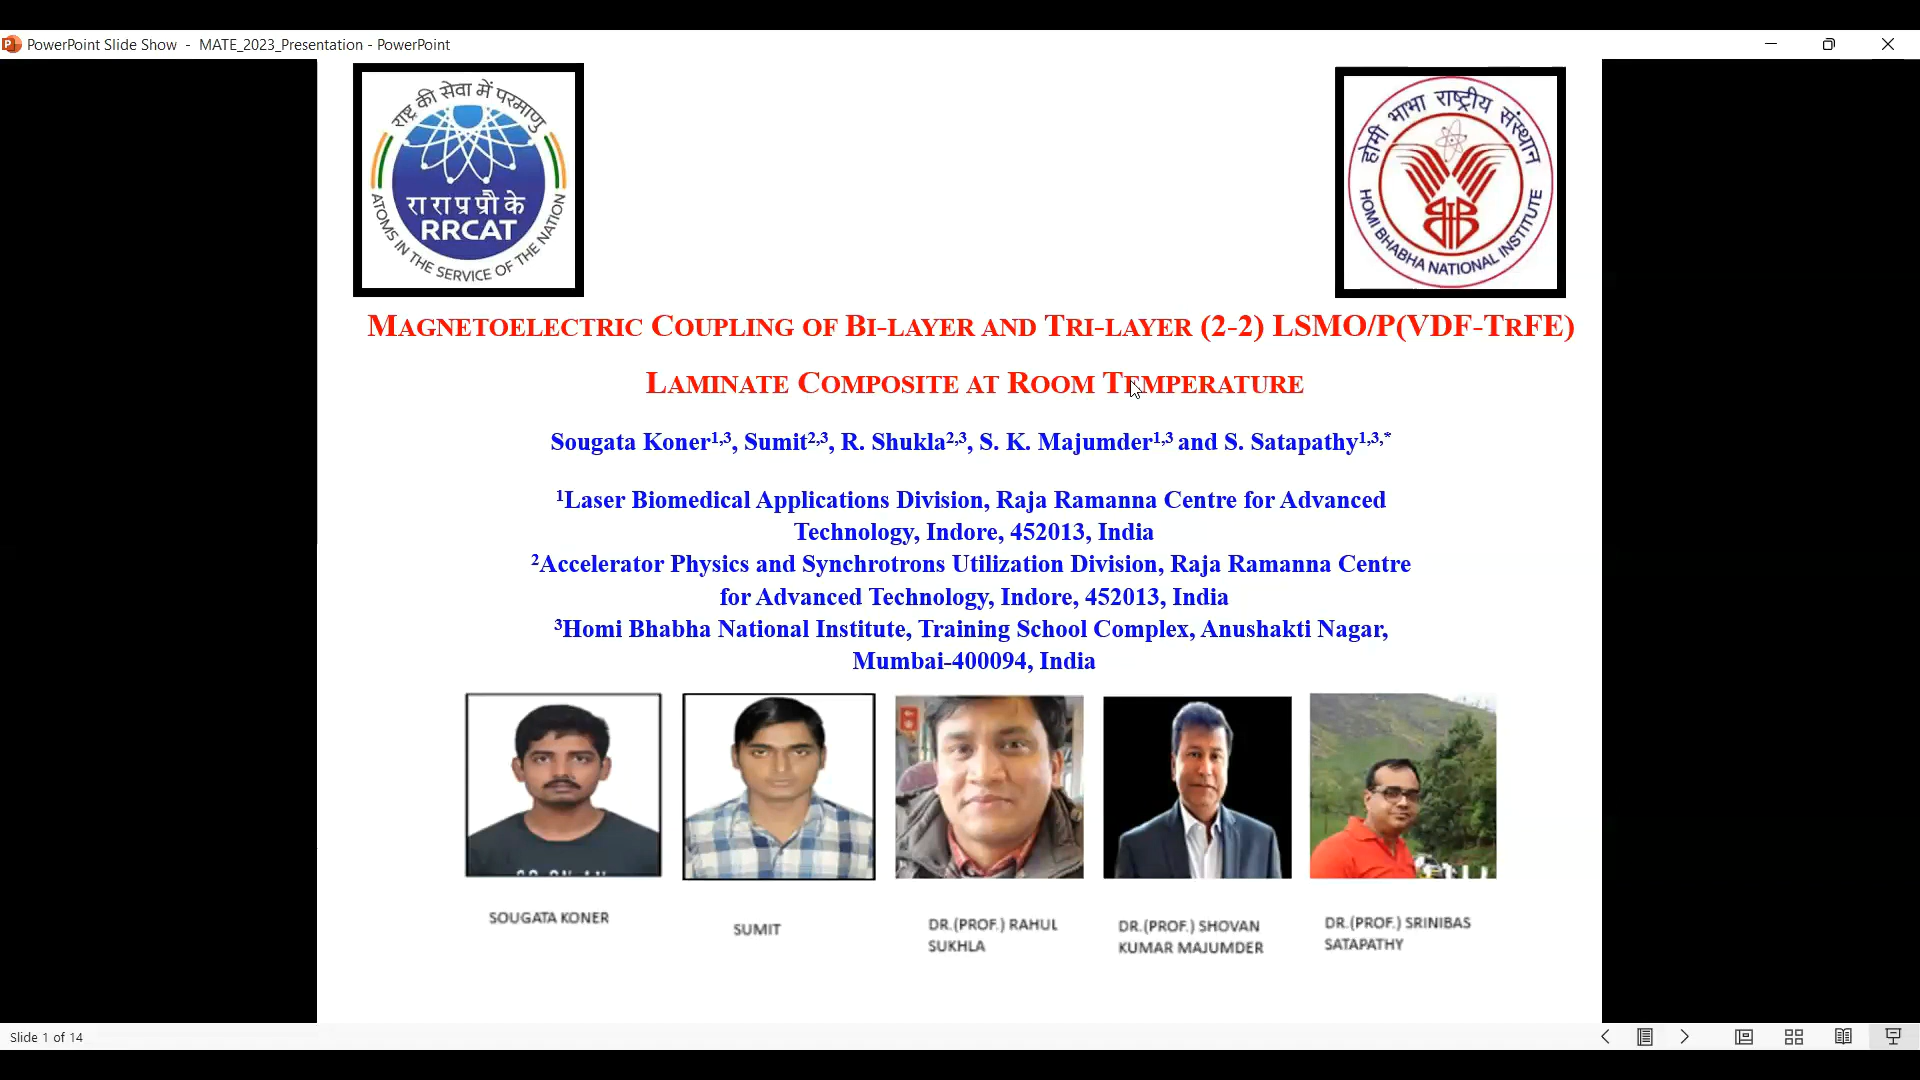 PowerPoint Slide Show - MATE_2023_Presentation - PowerPoint
राष्ट्र की सेवा में परमाणु
रा रा प्र प्रौ के
RRCAT
ATOMS IN THE SERVICE OF THE NATION
होमी भाभा राष्ट्रीय संस्थान
HOMI BHABHA NATIONAL INSTITUTE
MAGNETOELECTRIC COUPLING OF BI-LAYER AND TRI-LAYER (2-2) LSMO/P(VDF-TRFE)
LAMINATE COMPOSITE AT ROOM TEMPERATURE
Sougata Koner1,3, Sumit2,3, R. Shukla2,3, S. K. Majumder1,3 and S. Satapathy1,3,*
1Laser Biomedical Applications Division, Raja Ramanna Centre for Advanced
Technology, Indore, 452013, India
2Accelerator Physics and Synchrotrons Utilization Division, Raja Ramanna Centre
for Advanced Technology, Indore, 452013, India
3Homi Bhabha National Institute, Training School Complex, Anushakti Nagar,
Mumbai-400094, India
SOUGATA KONER
SUMIT
DR.(PROF.) RAHUL
SUKHLA
DR.(PROF.) SHOVAN
KUMAR MAJUMDER
DR.(PROF.) SRINIBAS
SATAPATHY
Slide 1 of 14